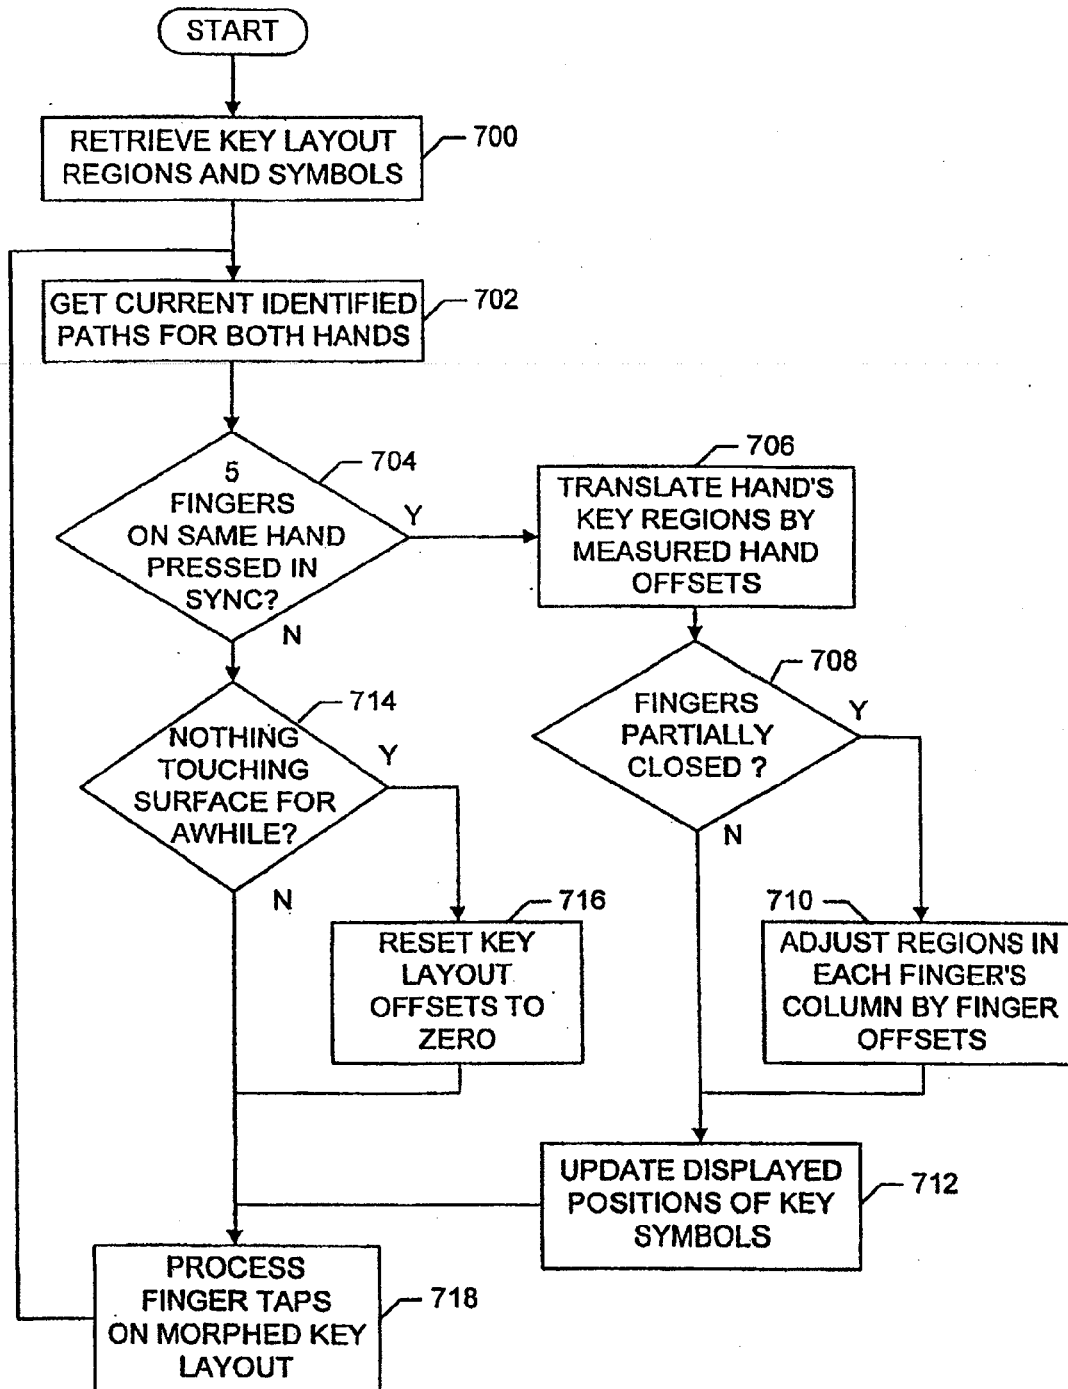 START
RETRIEVE KEY LAYOUT
REGIONS AND SYMBOLS
700
GET CURRENT IDENTIFIED
PATHS FOR BOTH HANDS
702
5
FINGERS
ON SAME HAND
PRESSED IN
SYNC?
704
Y
N
706
TRANSLATE HAND'S
KEY REGIONS BY
MEASURED HAND
OFFSETS
708
FINGERS
PARTIALLY
CLOSED ?
Y
N
714
NOTHING
TOUCHING
SURFACE FOR
AWHILE?
Y
N
716
RESET KEY
LAYOUT
OFFSETS TO
ZERO
710
ADJUST REGIONS IN
EACH FINGER'S
COLUMN BY FINGER
OFFSETS
UPDATE DISPLAYED
POSITIONS OF KEY
SYMBOLS
712
PROCESS
FINGER TAPS
ON MORPHED KEY
LAYOUT
718